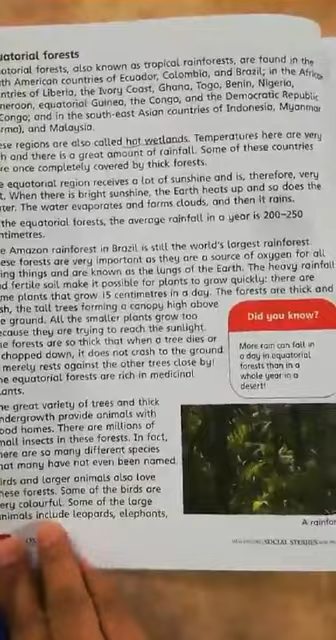 uatorial forests
uatorial forests, also known as tropical rainforests, are found in the
th American countries of Ecuador, Colombia, and Brazil; in the Africa
ntries of Liberia, the Ivory Coast, Ghana, Togo, Benin, Nigeria,
meroon, equatorial Guinea, the Congo, and the Democratic Republic
Congo; and in the south-east Asian countries of Indonesia, Myanmar
rma), and Malaysia.
ese regions are also called hot wetlands. Temperatures here are very
h and there is a great amount of rainfall. Some of these countries
re once completely covered by thick forests.
e equatorial region receives a lot of sunshine and is, therefore, very
t. When there is bright sunshine, the Earth heats up and so does the
ter. The water evaporates and forms clouds, and then it rains.
the equatorial forests, the average rainfall in a year is 200–250
ntimetres.
e Amazon rainforest in Brazil is still the world's largest rainforest.
ese forests are very important as they are a source of oxygen for all
ing things and are known as the lungs of the Earth. The heavy rainfall
d fertile soil make it possible for plants to grow quickly: there are
me plants that grow 15 centimetres in a day. The forests are thick and
sh, the tall trees forming a canopy high above
e ground. All the smaller plants grow too
ecause they are trying to reach the sunlight.
e forests are so thick that when a tree dies or
chopped down, it does not crash to the ground
merely rests against the other trees close by!
he equatorial forests are rich in medicinal
lants.
Did you know?
More rain can fall in
a day in equatorial
forests than in a
whole year in a
desert!
he great variety of trees and thick
ndergrowth provide animals with
ood homes. There are millions of
mall insects in these forests. In fact,
here are so many different species
hat many have not even been named.
irds and larger animals also love
hese forests. Some of the birds are
ery colourful. Some of the large
nimals include leopards, elephants,
A rainfor
SOCIAL STUDIES